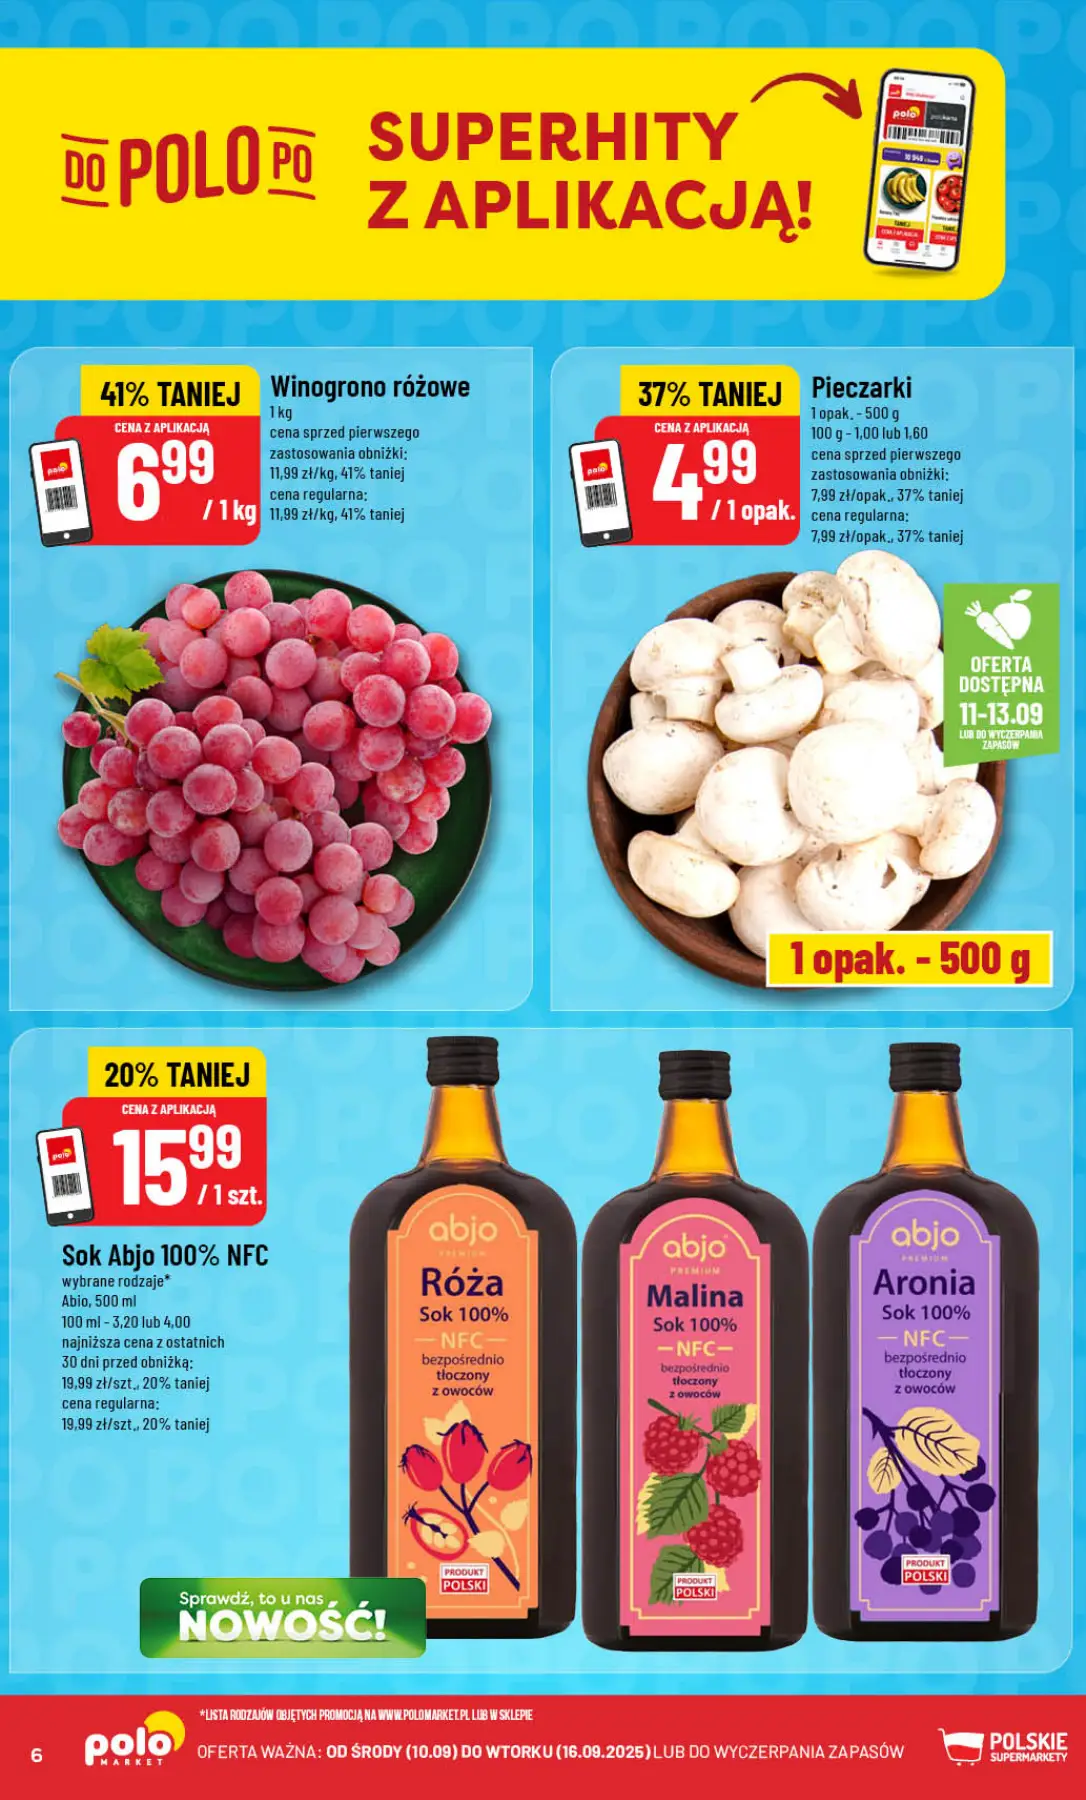 DO POLO PO
SUPERHITY
Z APLIKACJĄ!
41% TANIEJ
CENA Z APLIKACJĄ
6 99
/ 1 kg
Winogrono różowe
1 kg
cena sprzed pierwszego
zastosowania obniżki:
11,99 zł/kg, 41% taniej
cena regularna:
11,99 zł/kg, 41% taniej
37% TANIEJ
CENA Z APLIKACJĄ
4 99
/ 1 opak.
Pieczarki
1 opak. - 500 g
100 g - 1,00 lub 1,60
cena sprzed pierwszego
zastosowania obniżki:
7,99 zł/opak., 37% taniej
cena regularna:
7,99 zł/opak., 37% taniej
OFERTA
DOSTĘPNA
11-13.09
LUB DO WYCZERPANIA
ZAPASÓW
1 opak. - 500 g
20% TANIEJ
CENA Z APLIKACJĄ
15 99
/ 1 szt.
Sok Abjo 100% NFC
wybrane rodzaje*
Abio, 500 ml
100 ml - 3,20 lub 4,00
najniższa cena z ostatnich
30 dni przed obniżką:
19,99 zł/szt., 20% taniej
cena regularna:
19,99 zł/szt., 20% taniej
abjo
PREMIUM
Róża
Sok 100%
NFC
bezpośrednio
tłoczony
z owoców
PRODUKT
POLSKI
abjo
PREMIUM
Malina
Sok 100%
NFC
bezpośrednio
tłoczony
z owoców
PRODUKT
POLSKI
abjo
PREMIUM
Aronia
Sok 100%
NFC
bezpośrednio
tłoczony
z owoców
PRODUKT
POLSKI
Sprawdź, to u nas
NOWOŚĆ!
*LISTA RODZAJÓW OBJĘTYCH PROMOCJĄ NA WWW.POLOMARKET.PL LUB W SKLEPIE
6
polo
MARKET
OFERTA WAŻNA: OD ŚRODY (10.09) DO WTORKU (16.09.2025) LUB DO WYCZERPANIA ZAPASÓW
POLSKIE
SUPERMARKETY